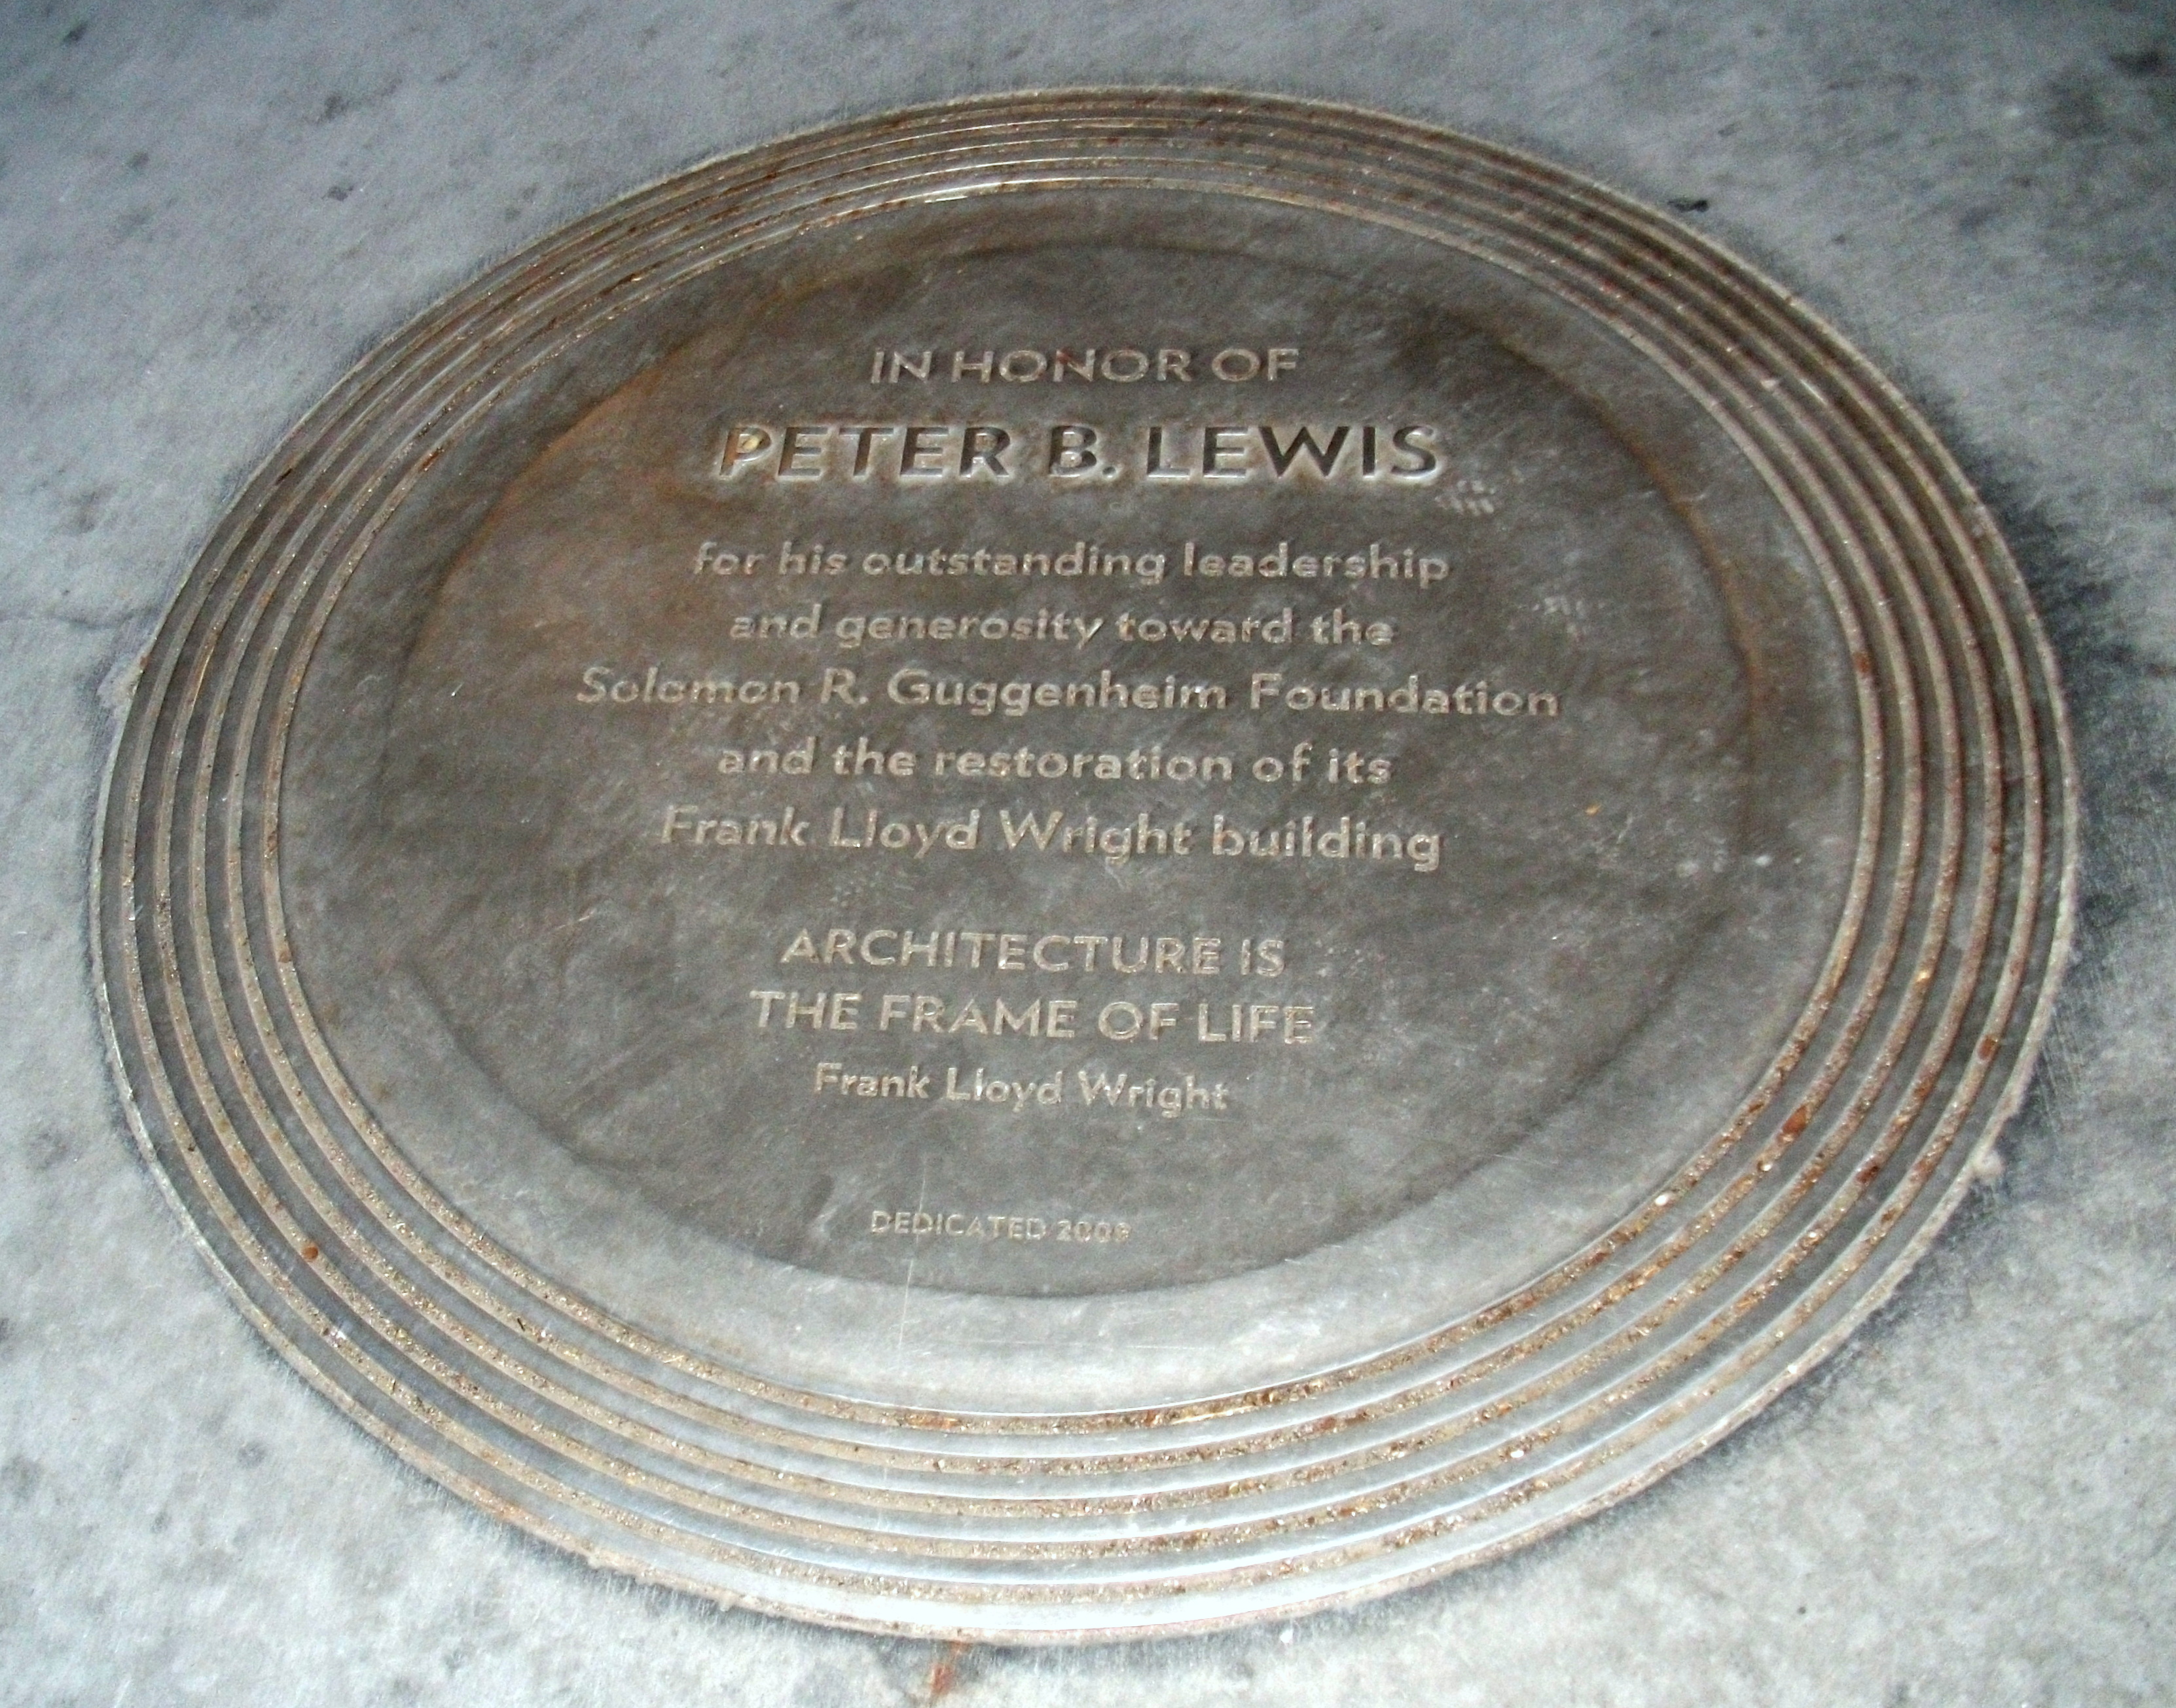 IN HONOR OF
PETER B. LEWIS
for his outstanding leadership
and generosity toward the
Solomon R. Guggenheim Foundation
and the restoration of its
Frank Lloyd Wright building
ARCHITECTURE IS
THE FRAME OF LIFE
Frank Lloyd Wright
DEDICATED